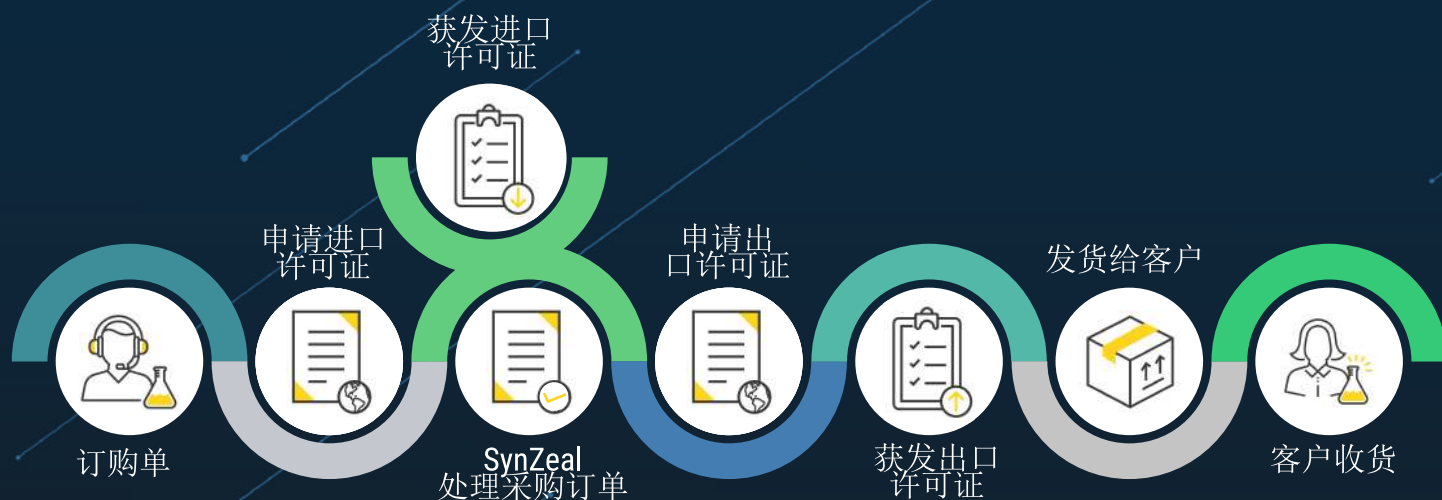 订购单
申请进口
许可证
获发进口
许可证
SynZeal
处理采购订单
申请出
口许可证
获发出口
许可证
发货给客户
客户收货